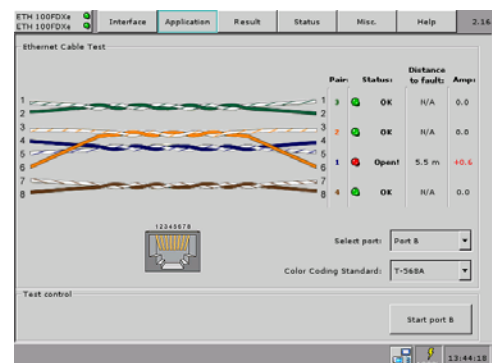 ETH 100FDXe Interface Application Result Status Misc. Help 2.16
ETH 100FDXe
Ethernet Cable Test
Pair: Status: Distance to fault: Amp:
1 1 3 OK N/A 0.0
2 2
3 3 2 OK N/A 0.0
4 4
5 5 1 Open! 5.5 m +0.6
6 6
7 7 4 OK N/A 0.0
8 8
12345678
Select port: Port B
Color Coding Standard: T-568A
Test control
Start port B
13:44:18